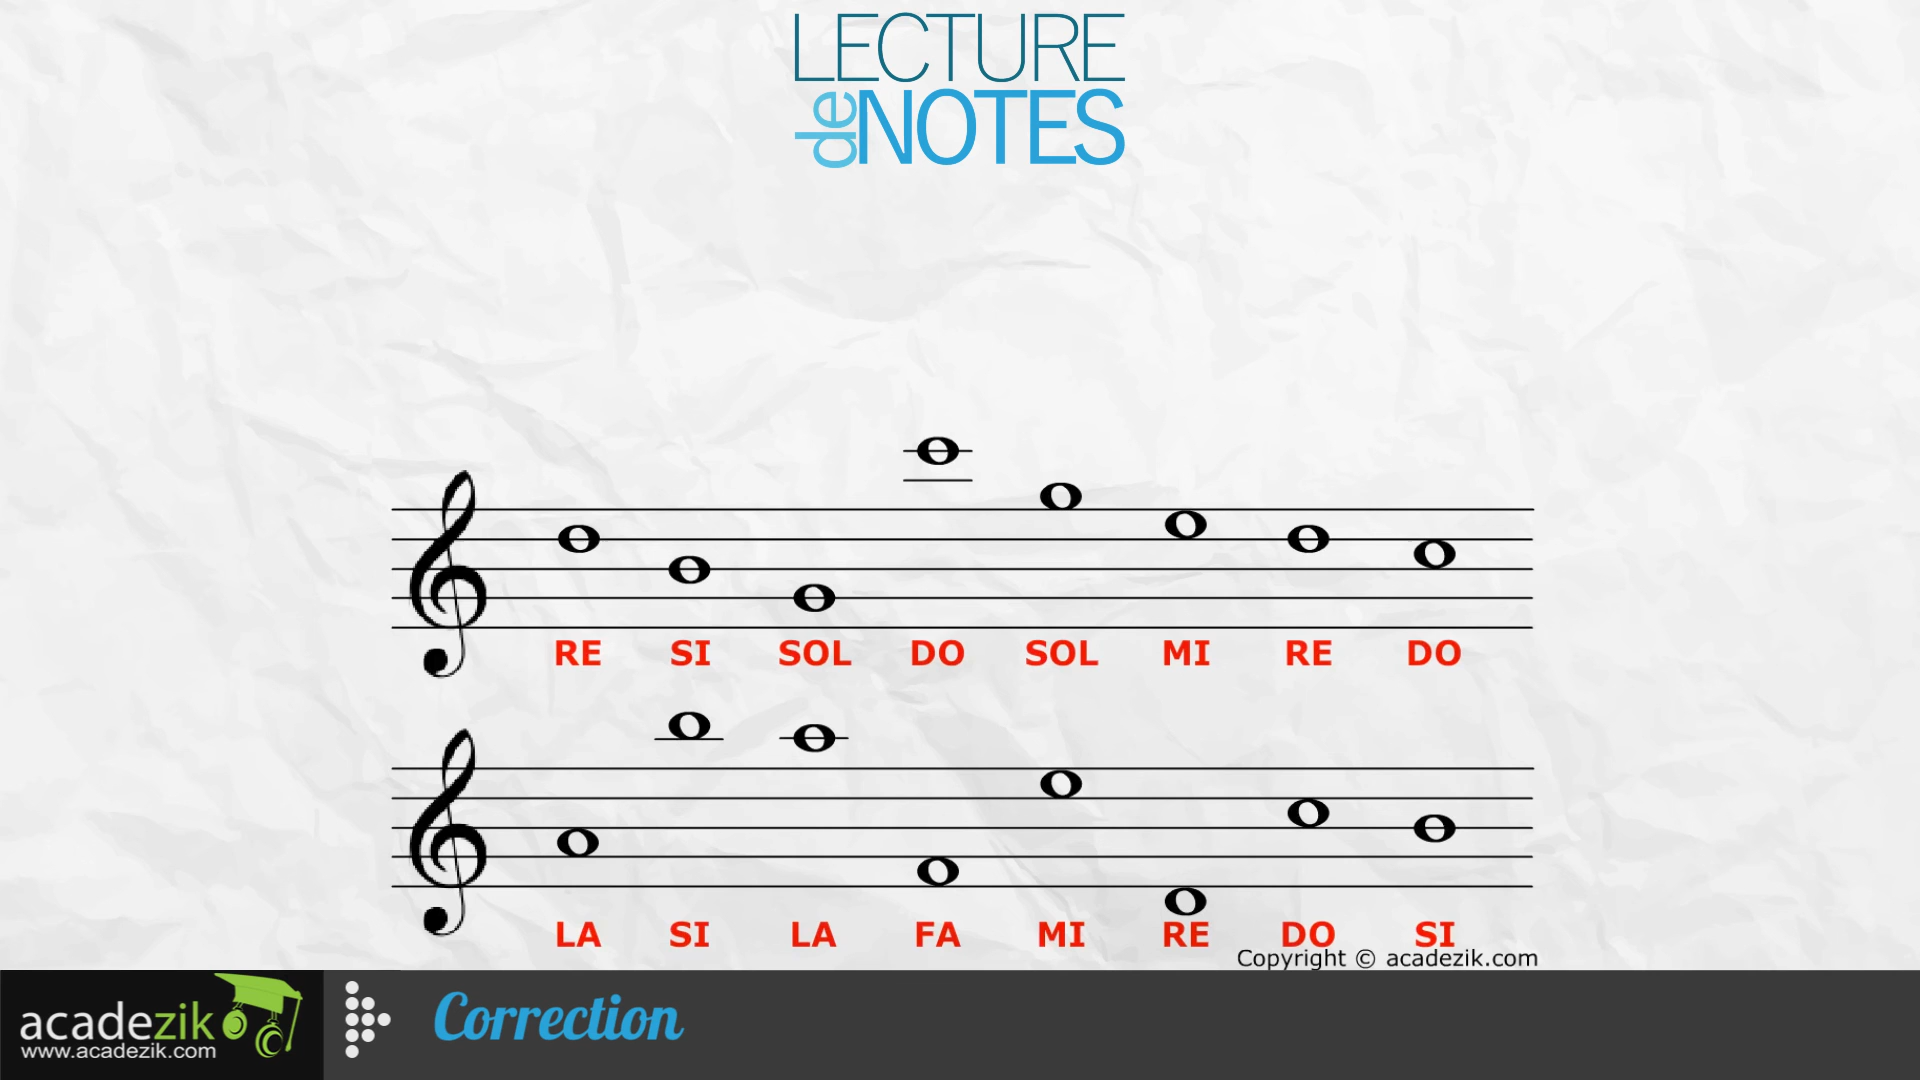 LECTURE
de NOTES
RE SI SOL DO SOL MI RE DO
LA SI LA FA MI RE DO SI
Copyright © acadezik.com
acadezik
www.acadezik.com
Correction